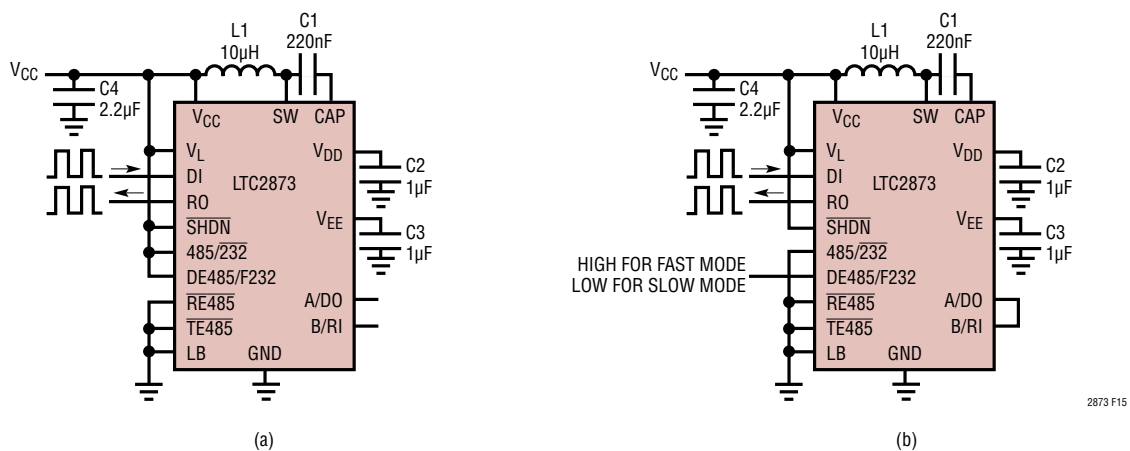 L1
10µH
C1
220nF
VCC
C4
2.2µF
VCC
SW
CAP
VL
DI
RO
SHDN
485/232
DE485/F232
RE485
TE485
LB
LTC2873
GND
VDD
VEE
A/DO
B/RI
C2
1µF
C3
1µF
(a)
L1
10µH
C1
220nF
VCC
C4
2.2µF
VCC
SW
CAP
VL
DI
RO
SHDN
485/232
DE485/F232
RE485
TE485
LB
LTC2873
GND
VDD
VEE
A/DO
B/RI
C2
1µF
C3
1µF
HIGH FOR FAST MODE
LOW FOR SLOW MODE
2873 F15
(b)